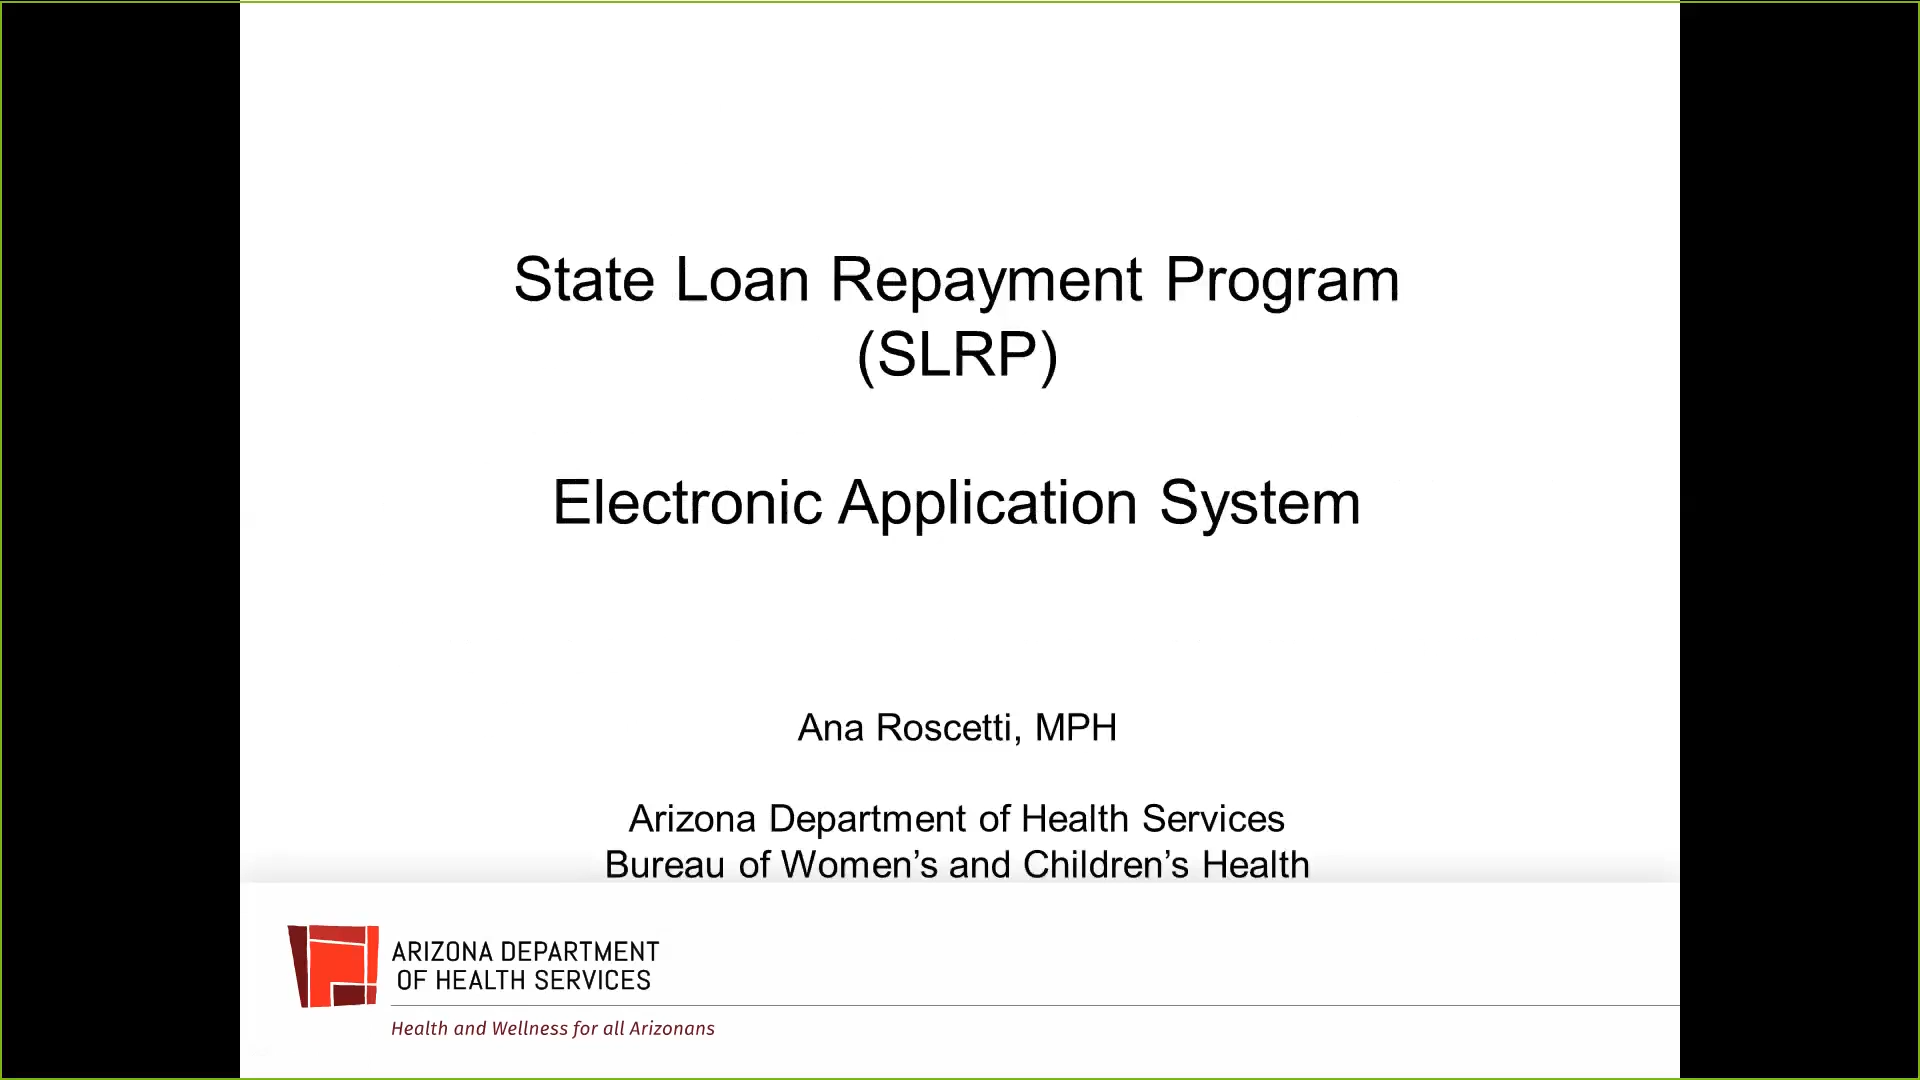 State Loan Repayment Program
(SLRP)
Electronic Application System
Ana Roscetti, MPH
Arizona Department of Health Services
Bureau of Women’s and Children’s Health
ARIZONA DEPARTMENT
OF HEALTH SERVICES
Health and Wellness for all Arizonans